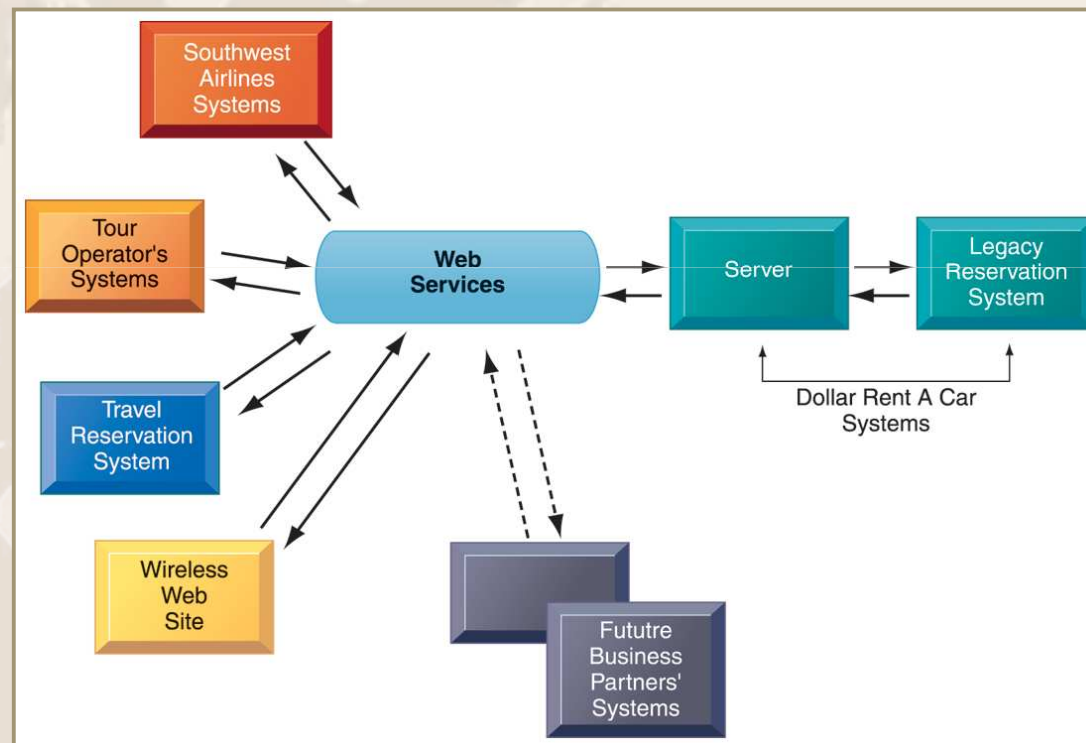 Southwest
Airlines
Systems
Tour
Operator's
Systems
Web
Services
Server
Legacy
Reservation
System
Travel
Reservation
System
Dollar Rent A Car
Systems
Wireless
Web
Site
Fututre
Business
Partners'
Systems